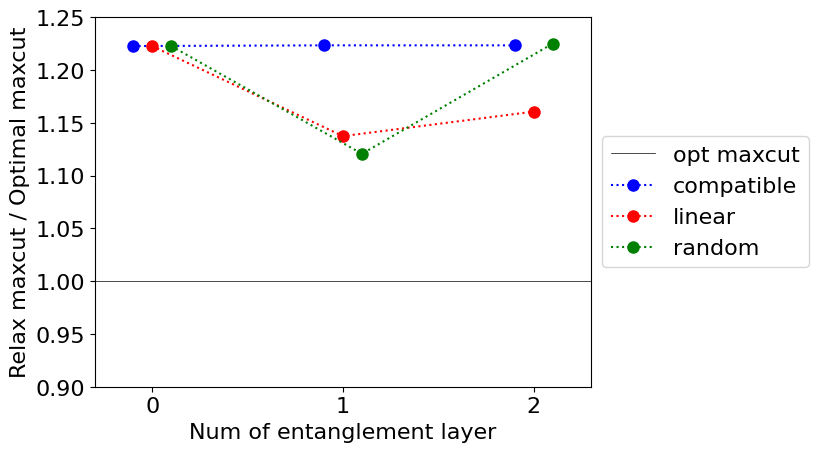 Relax maxcut / Optimal maxcut
1.25
1.20
1.15
1.10
1.05
1.00
0.95
0.90
0
1
2
Num of entanglement layer
opt maxcut
compatible
linear
random